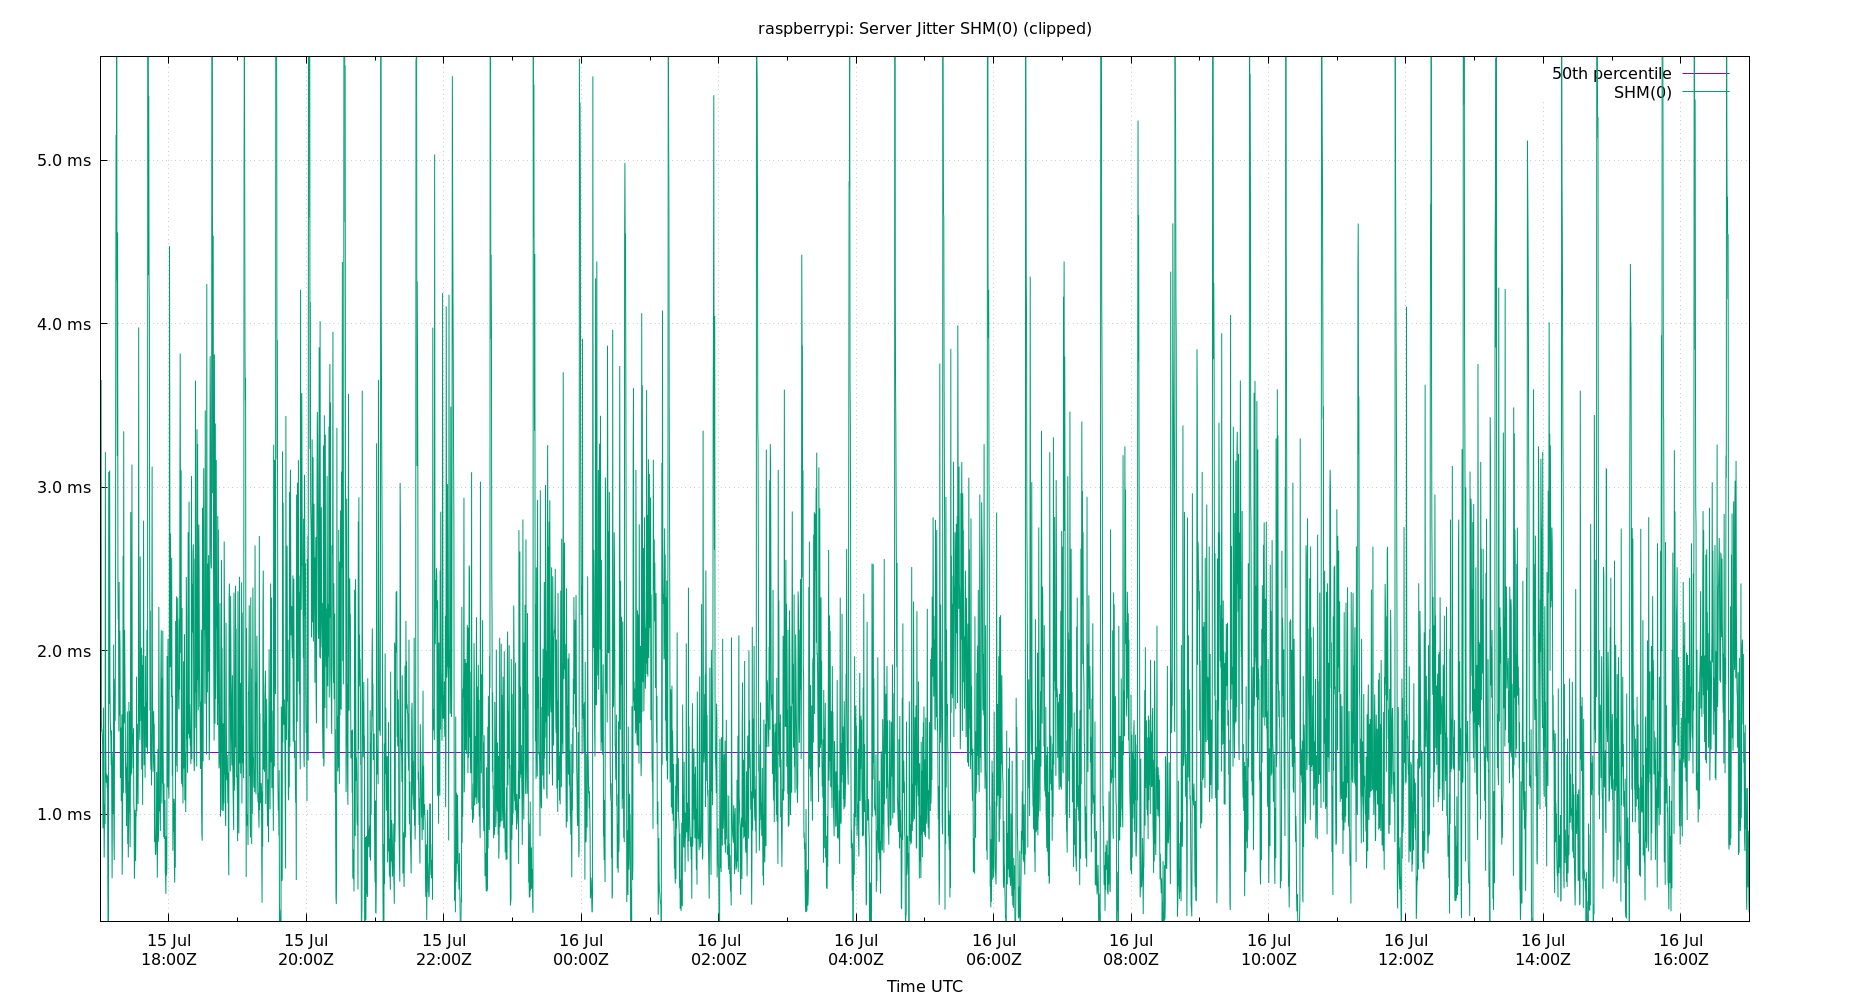 raspberrypi: Server Jitter SHM(0) (clipped)
50th percentile
SHM(0)
5.0 ms
4.0 ms
3.0 ms
2.0 ms
1.0 ms
15 Jul 15 Jul 15 Jul 16 Jul 16 Jul 16 Jul 16 Jul 16 Jul 16 Jul 16 Jul 16 Jul 16 Jul
18:00Z 20:00Z 22:00Z 00:00Z 02:00Z 04:00Z 06:00Z 08:00Z 10:00Z 12:00Z 14:00Z 16:00Z
Time UTC